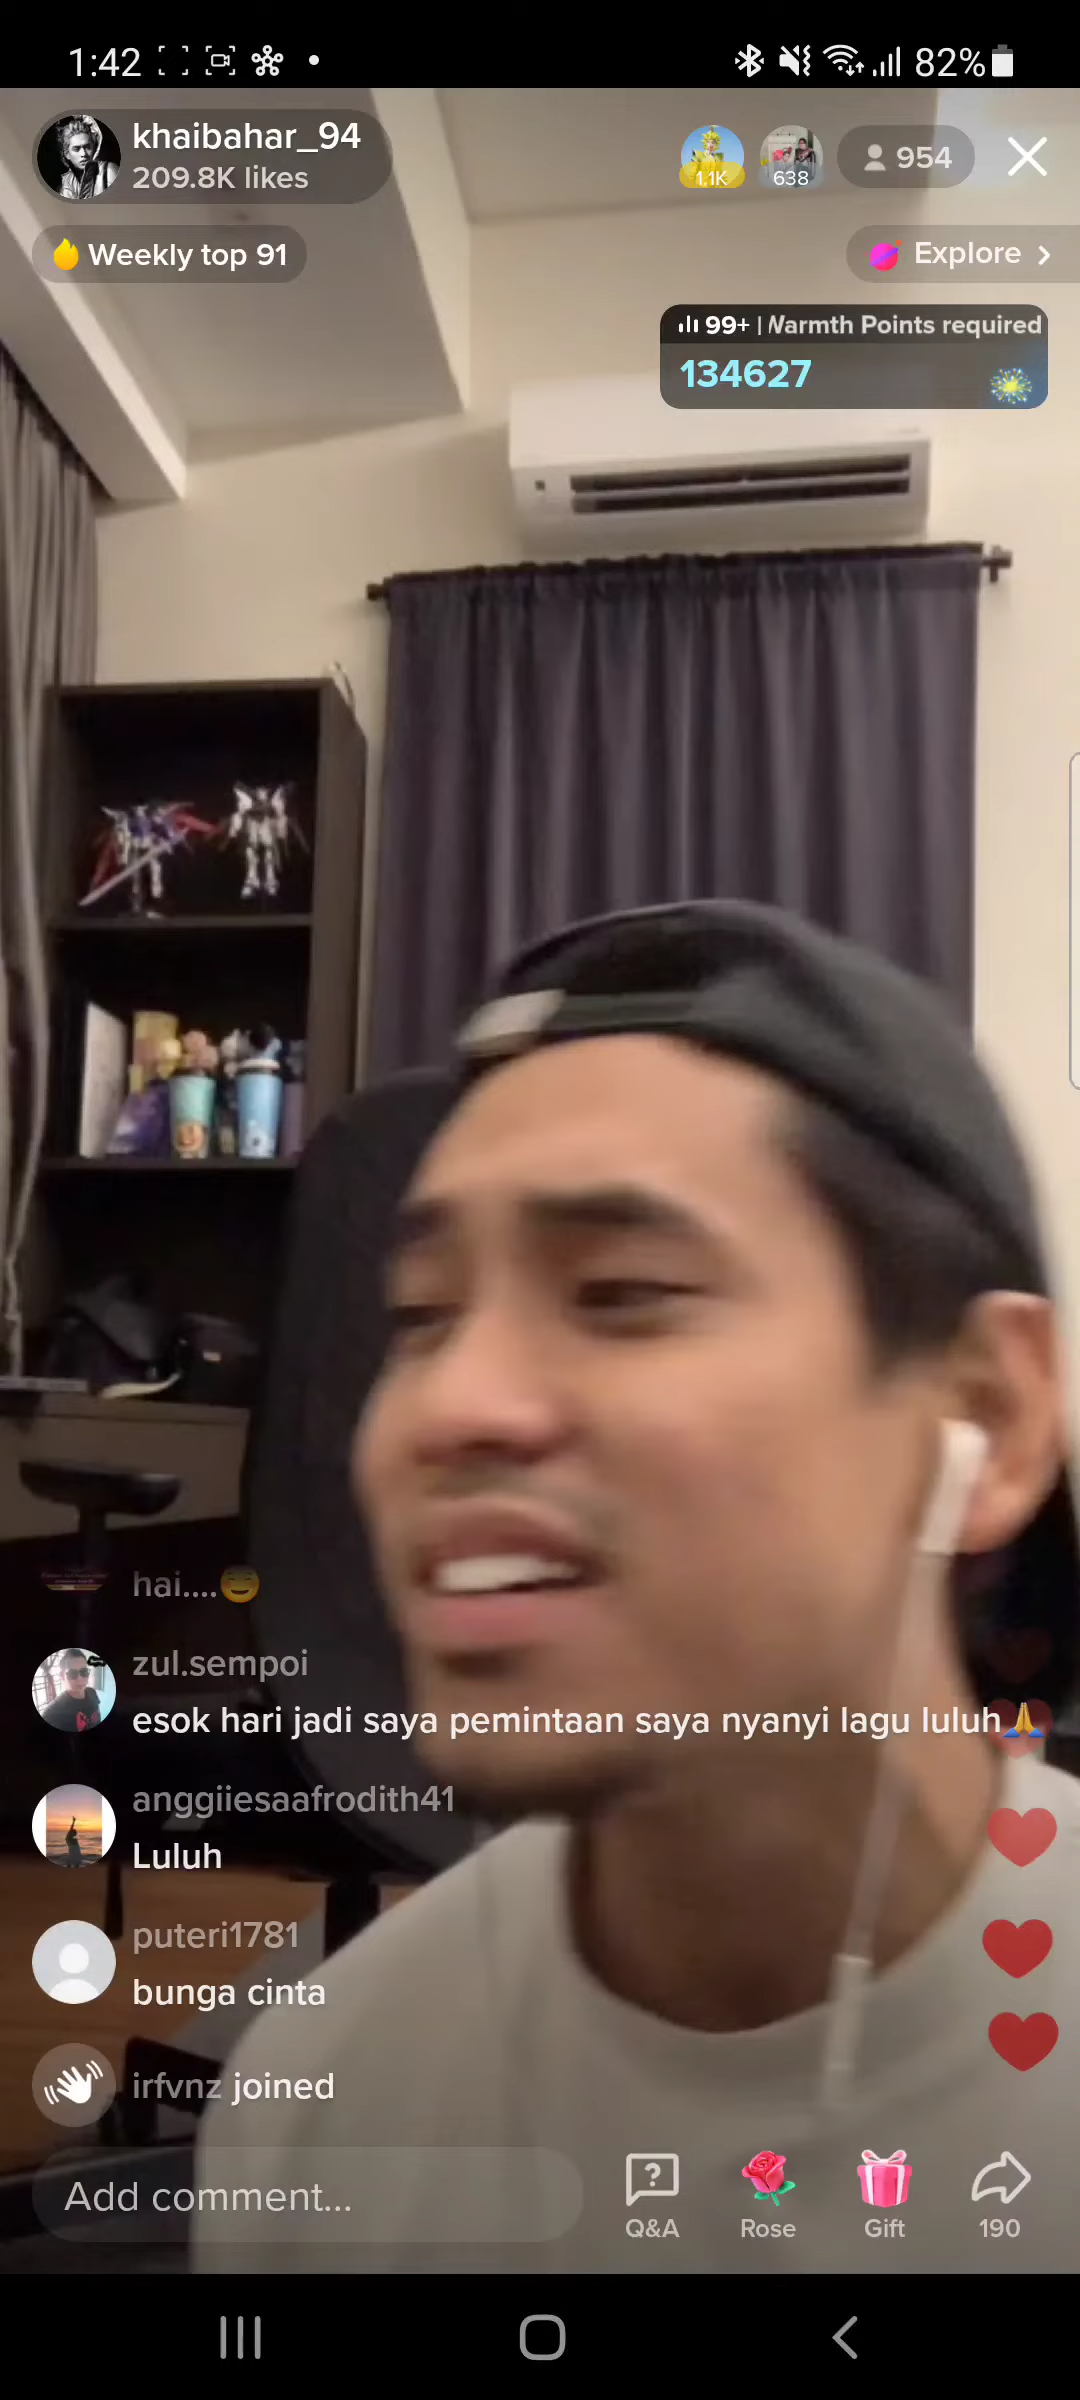 1:42
82%
khaibahar_94
209.8K likes
1.1K
638
954
Weekly top 91
Explore
99+ | Warmth Points required
134627
hai....😊
zul.sempoi
esok hari jadi saya pemintaan saya nyanyi lagu luluh🙏
anggiiesaafrodith41
Luluh
puteri1781
bunga cinta
irfvnz joined
Add comment...
Q&A
Rose
Gift
190